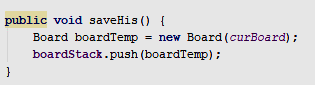 public void saveHis() {
    Board boardTemp = new Board(curBoard);
    boardStack.push(boardTemp);
}